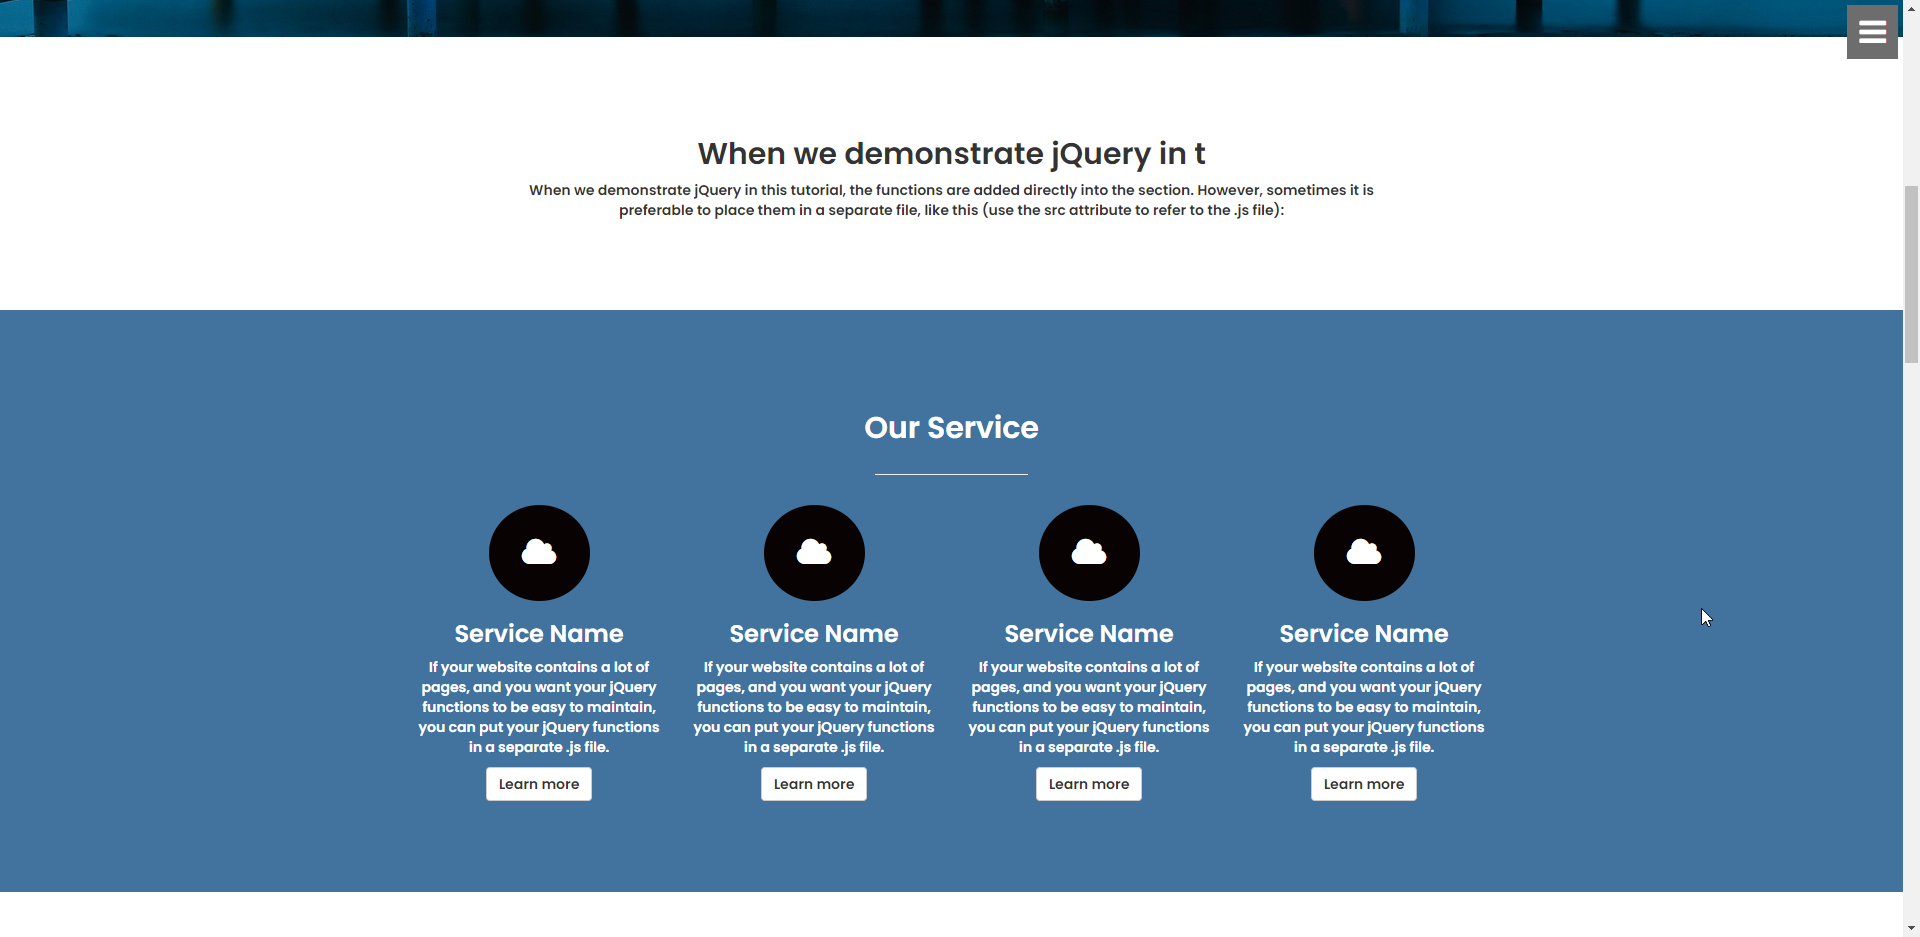 When we demonstrate jQuery in t
When we demonstrate jQuery in this tutorial, the functions are added directly into the section. However, sometimes it is
preferable to place them in a separate file, like this (use the src attribute to refer to the .js file):
Our Service
Service Name
If your website contains a lot of
pages, and you want your jQuery
functions to be easy to maintain,
you can put your jQuery functions
in a separate .js file.
Learn more
Service Name
If your website contains a lot of
pages, and you want your jQuery
functions to be easy to maintain,
you can put your jQuery functions
in a separate .js file.
Learn more
Service Name
If your website contains a lot of
pages, and you want your jQuery
functions to be easy to maintain,
you can put your jQuery functions
in a separate .js file.
Learn more
Service Name
If your website contains a lot of
pages, and you want your jQuery
functions to be easy to maintain,
you can put your jQuery functions
in a separate .js file.
Learn more